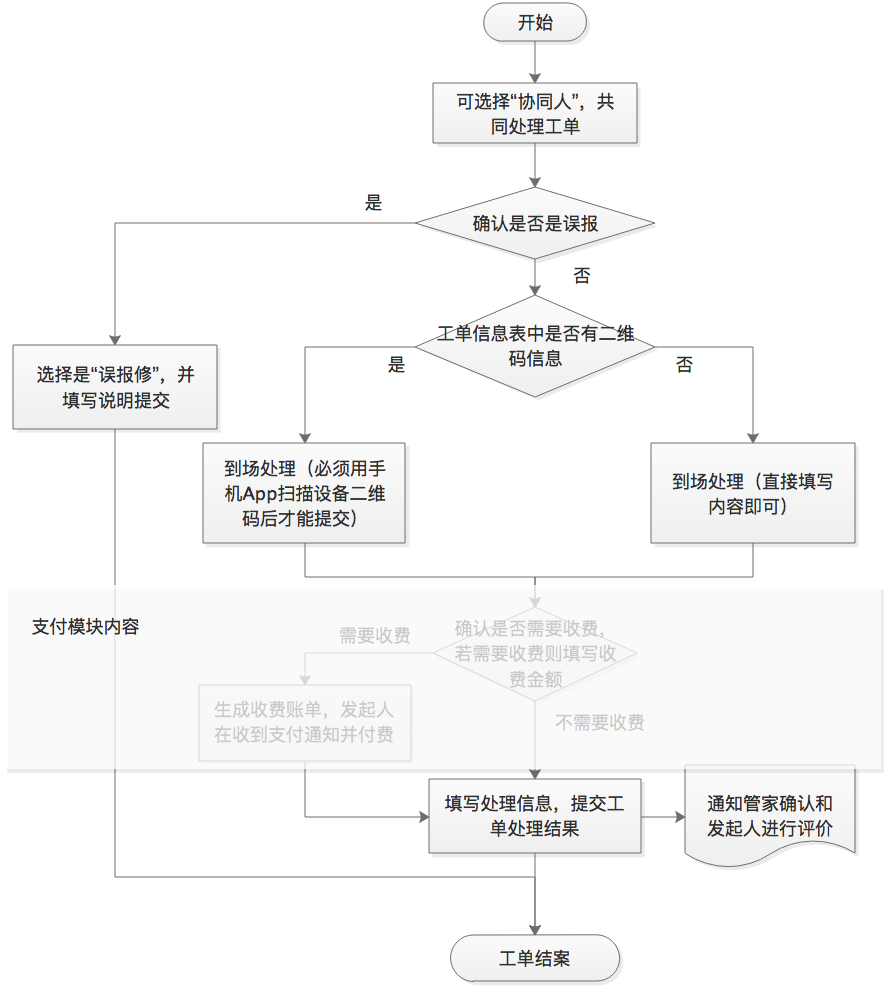 开始
可选择“协同人”，共
同处理工单
是
确认是否是误报
否
工单信息表中是否有二维
码信息
是
否
选择是“误报修”，并
填写说明提交
到场处理（必须用手
机App扫描设备二维
码后才能提交）
到场处理（直接填写
内容即可）
支付模块内容
需要收费
确认是否需要收费，
若需要收费则填写收
费金额
生成收费账单，发起人
在收到支付通知并付费
不需要收费
填写处理信息，提交工
单处理结果
通知管家确认和
发起人进行评价
工单结案